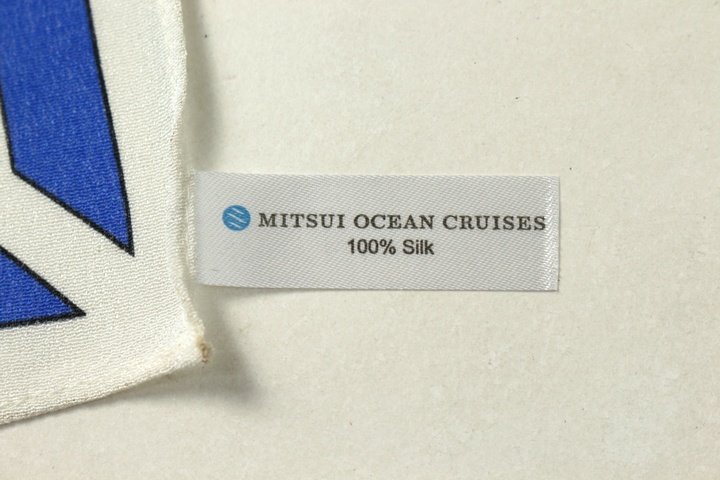 MITSUI OCEAN CRUISES
100% Silk